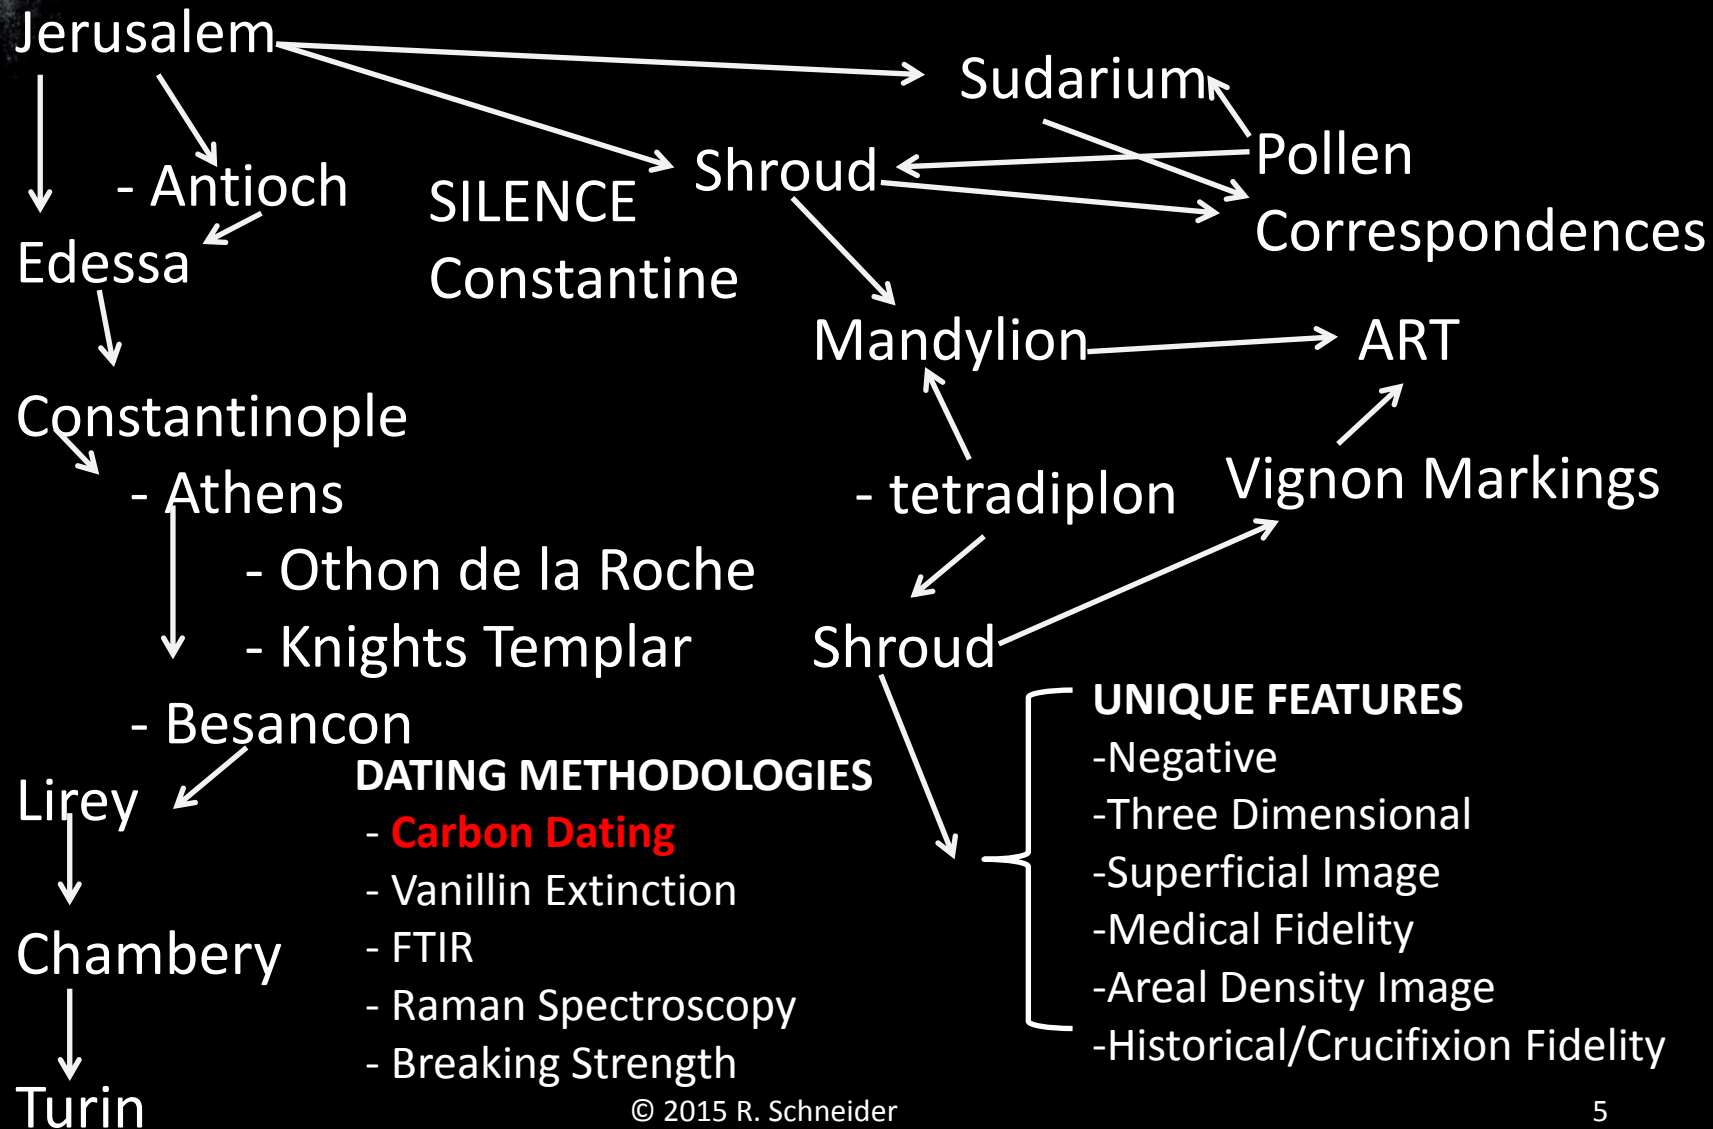 Jerusalem
- Antioch
Edessa
Constantinople
- Athens
- Othon de la Roche
- Knights Templar
- Besancon
Lirey
Chambery
Turin
SILENCE
Constantine
Sudarium
Shroud
Pollen
Correspondences
Mandylion
ART
- tetradiplon
Vignon Markings
Shroud
DATING METHODOLOGIES
- Carbon Dating
- Vanillin Extinction
- FTIR
- Raman Spectroscopy
- Breaking Strength
UNIQUE FEATURES
-Negative
-Three Dimensional
-Superficial Image
-Medical Fidelity
-Areal Density Image
-Historical/Crucifixion Fidelity
© 2015 R. Schneider
5